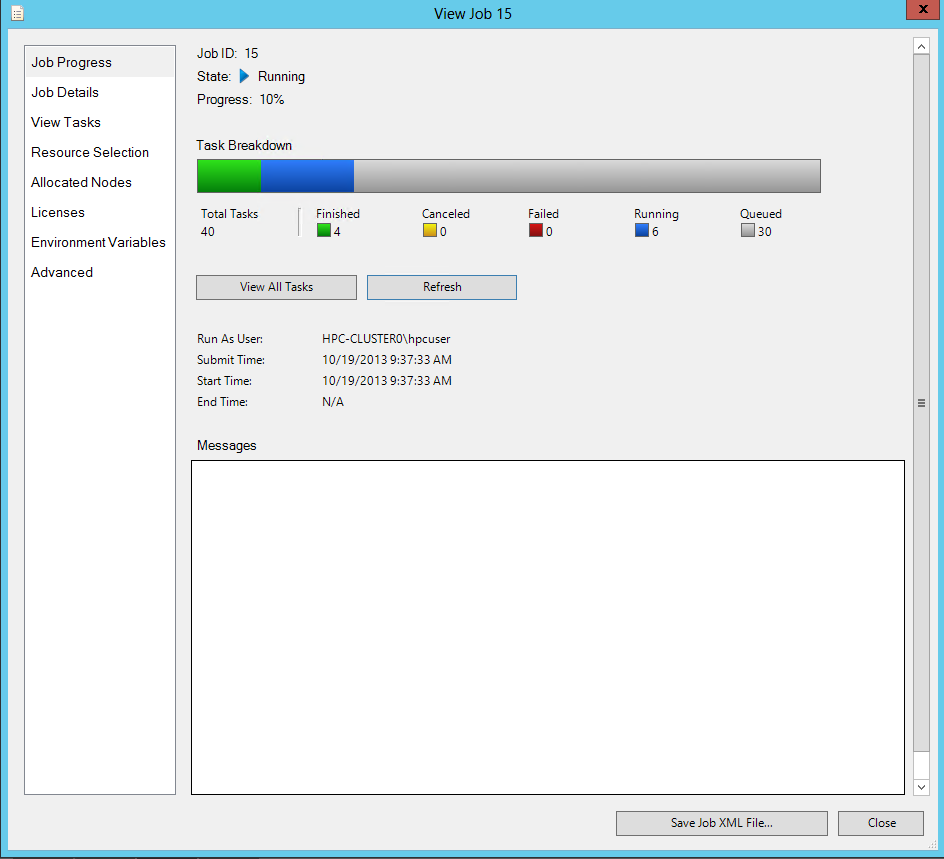 View Job 15
x
Job Progress
Job Details
View Tasks
Resource Selection
Allocated Nodes
Licenses
Environment Variables
Advanced
Job ID: 15
State: Running
Progress: 10%
Task Breakdown
Total Tasks Finished Canceled Failed Running Queued
40 4 0 0 6 30
View All Tasks Refresh
Run As User: HPC-CLUSTER0\hpcuser
Submit Time: 10/19/2013 9:37:33 AM
Start Time: 10/19/2013 9:37:33 AM
End Time: N/A
Messages
Save Job XML File... Close